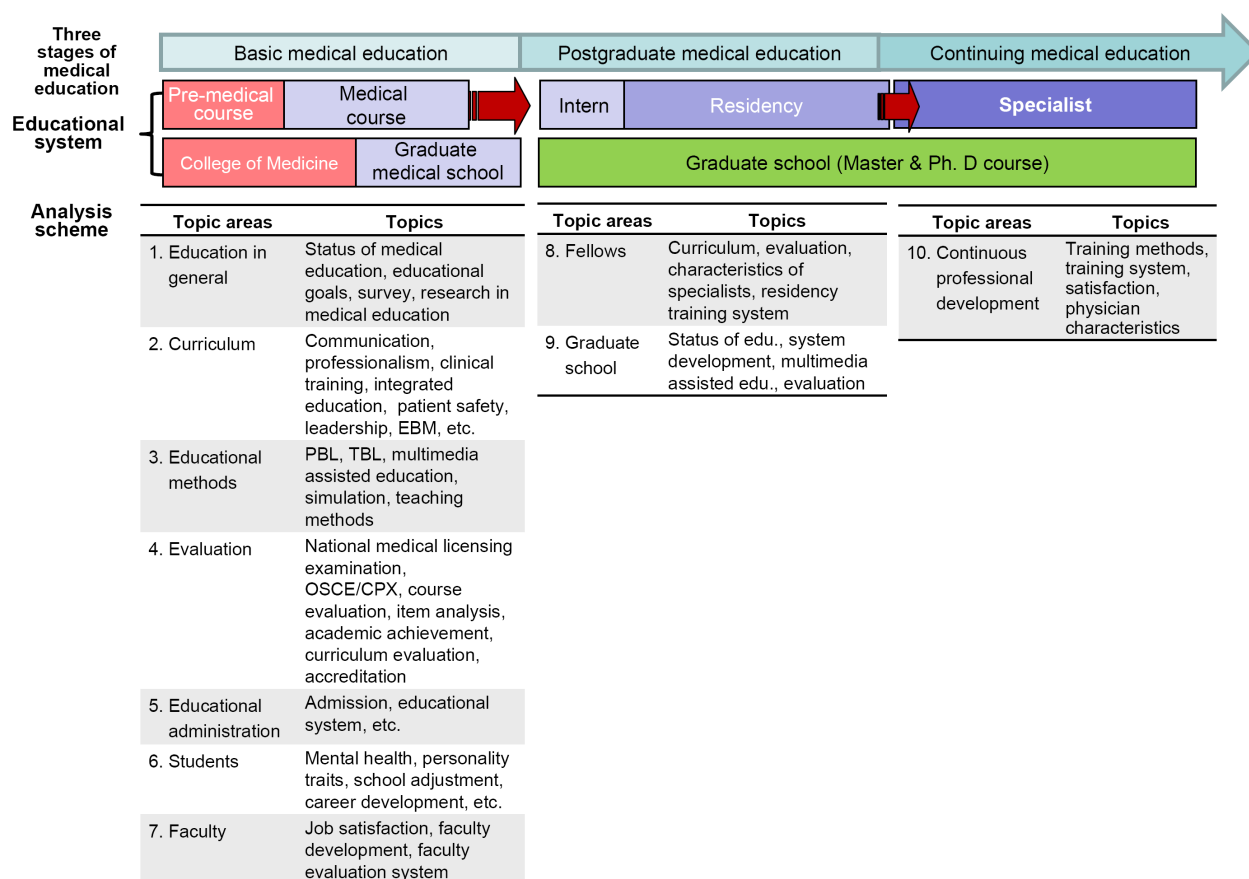 Three
stages of
medical
education
Basic medical education
Postgraduate medical education
Continuing medical education
Educational
system
Pre-medical
course
Medical
course
Intern
Residency
Specialist
College of Medicine
Graduate
medical school
Graduate school (Master & Ph. D course)
Analysis
scheme
Topic areas
Topics
1. Education in
general
Status of medical
education, educational
goals, survey, research in
medical education
2. Curriculum
Communication,
professionalism, clinical
training, integrated
education,  patient safety,
leadership, EBM, etc.
3. Educational
methods
PBL, TBL, multimedia
assisted education,
simulation, teaching
methods
4. Evaluation
National medical licensing
examination,
OSCE/CPX, course
evaluation, item analysis,
academic achievement,
curriculum evaluation,
accreditation
5. Educational
administration
Admission, educational
system, etc.
6. Students
Mental health, personality
traits, school adjustment,
career development, etc.
7. Faculty
Job satisfaction, faculty
development, faculty
evaluation system
Topic areas
Topics
8. Fellows
Curriculum, evaluation,
characteristics of
specialists, residency
training system
9. Graduate
school
Status of edu., system
development, multimedia
assisted edu., evaluation
Topic areas
Topics
10. Continuous
professional
development
Training methods,
training system,
satisfaction,
physician
characteristics